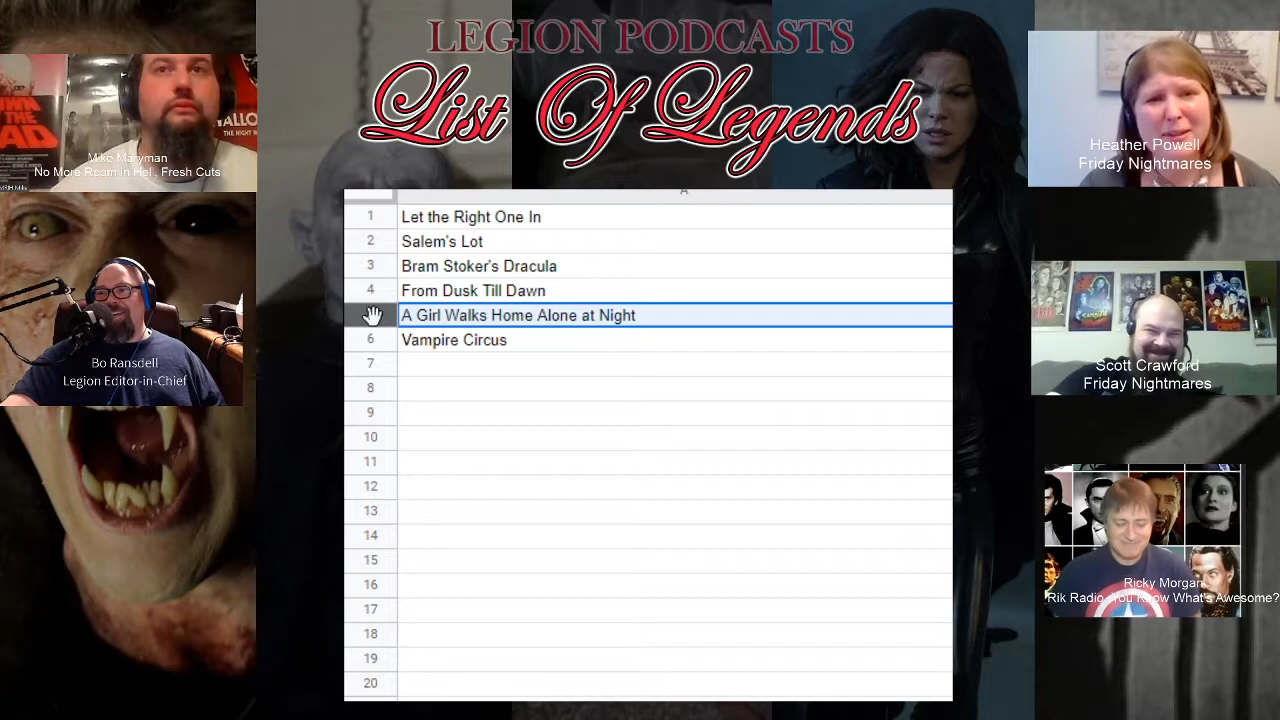 LEGION PODCASTS
List Of Legends
Mike Maryman
No More Room In Hel , Fresh Cuts
Bo Ransdell
Legion Editor-in-Chief
A
1 Let the Right One In
2 Salem's Lot
3 Bram Stoker's Dracula
4 From Dusk Till Dawn
A Girl Walks Home Alone at Night
6 Vampire Circus
7
8
9
10
11
12
13
14
15
16
17
18
19
20
Heather Powell
Friday Nightmares
Scott Crawford
Friday Nightmares
Ricky Morgan
Rik Radio, You Know What's Awesome?